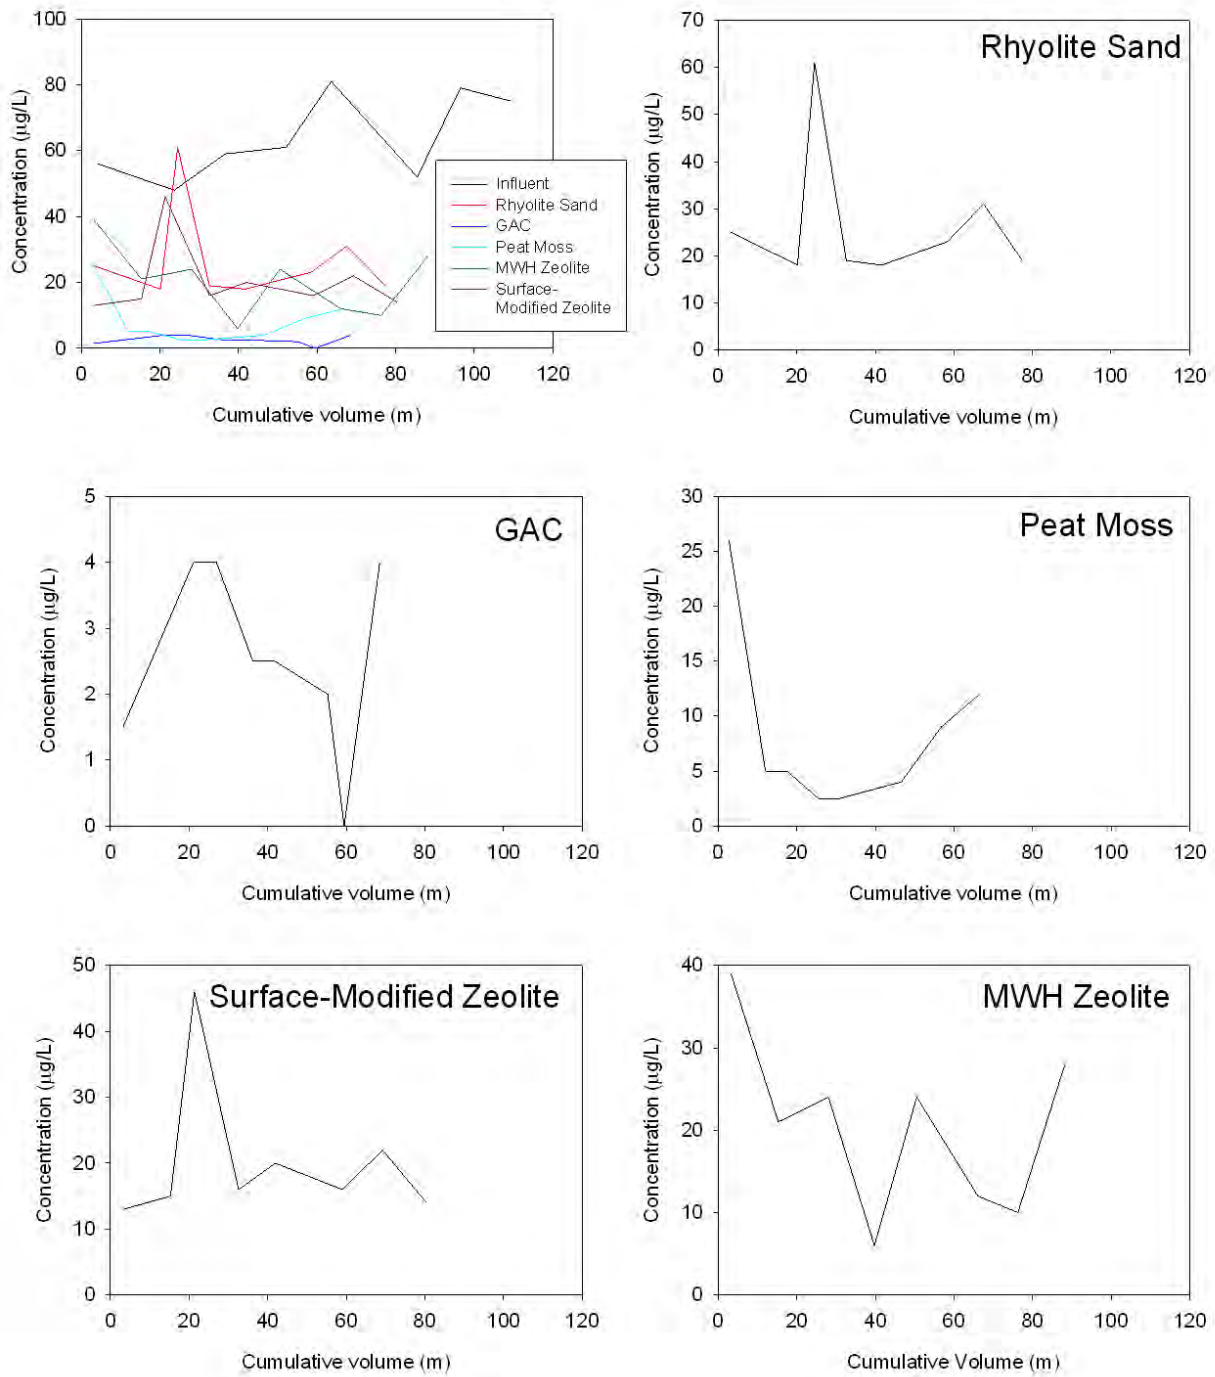 100
80
60
40
20
0
Concentration (µg/L)
0 20 40 60 80 100 120
Cumulative volume (m)
Influent
Rhyolite Sand
GAC
Peat Moss
MWH Zeolite
Surface-
Modified Zeolite
Rhyolite Sand
70
60
50
40
30
20
10
0
Concentration (µg/L)
0 20 40 60 80 100 120
Cumulative volume (m)
GAC
5
4
3
2
1
0
Concentration (µg/L)
0 20 40 60 80 100 120
Cumulative volume (m)
Peat Moss
30
25
20
15
10
5
0
Concentration (µg/L)
0 20 40 60 80 100 120
Cumulative volume (m)
Surface-Modified Zeolite
50
40
30
20
10
0
Concentration (µg/L)
0 20 40 60 80 100 120
Cumulative volume (m)
MWH Zeolite
40
30
20
10
0
Concentration (µg/L)
0 20 40 60 80 100 120
Cumulative Volume (m)